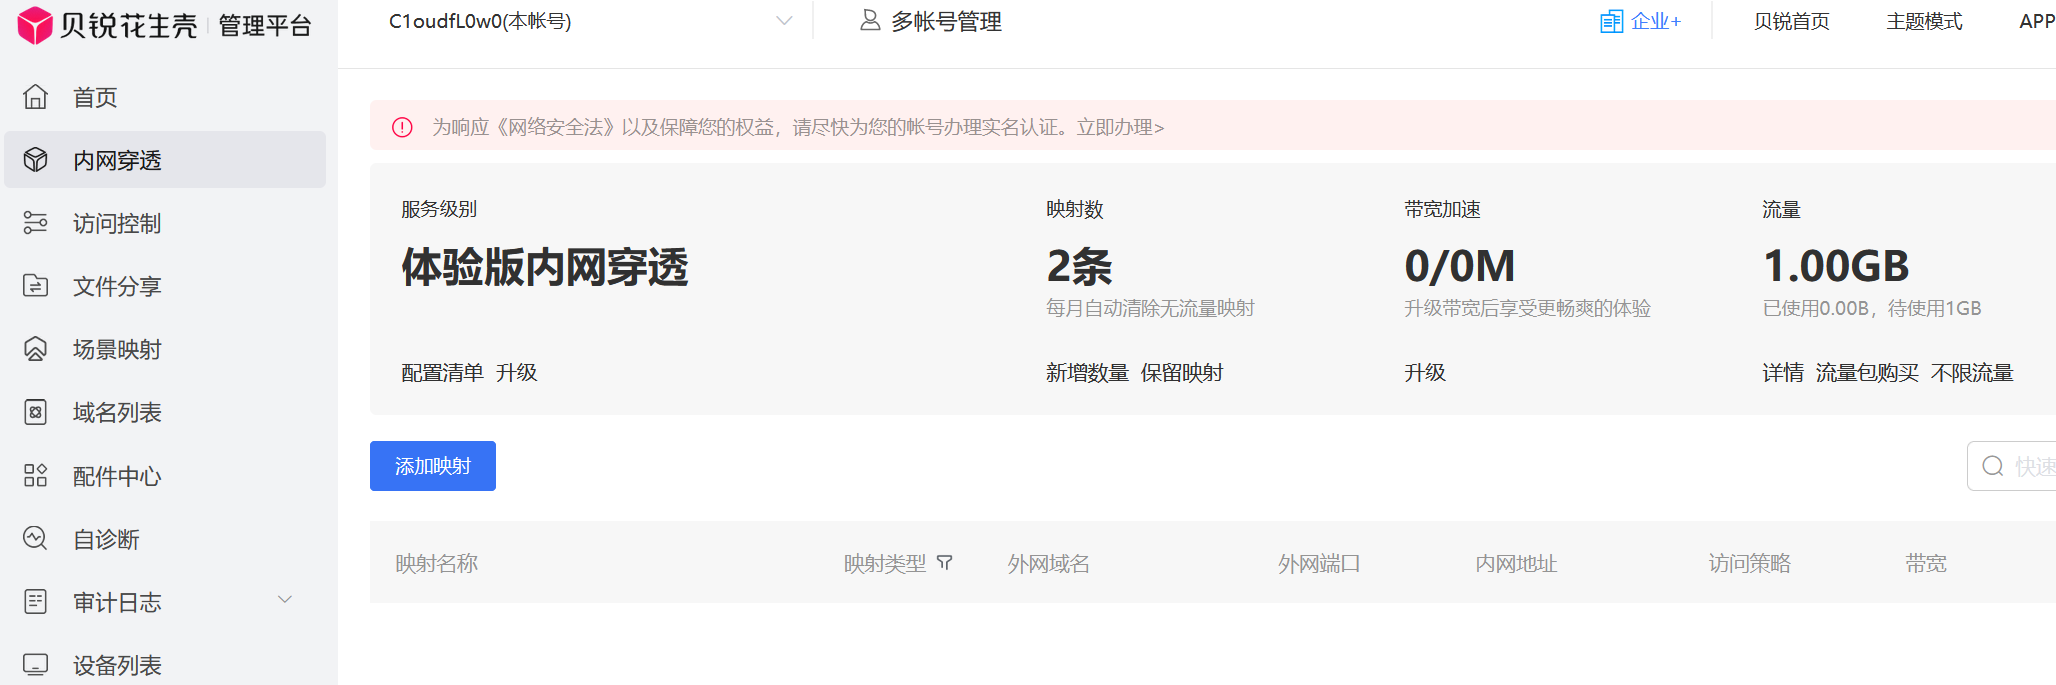 贝锐花生壳 管理平台
C1oudfL0w0(本帐号)
多帐号管理
企业+
贝锐首页
主题模式
APP
首页
内网穿透
访问控制
文件分享
场景映射
域名列表
配件中心
自诊断
审计日志
设备列表
为响应《网络安全法》以及保障您的权益，请尽快为您的帐号办理实名认证。立即办理>
服务级别
体验版内网穿透
配置清单 升级
映射数
2条
每月自动清除无流量映射
新增数量 保留映射
带宽加速
0/0M
升级带宽后享受更畅爽的体验
升级
流量
1.00GB
已使用0.00B，待使用1GB
详情 流量包购买 不限流量
添加映射
快速
映射名称 映射类型 外网域名 外网端口 内网地址 访问策略 带宽